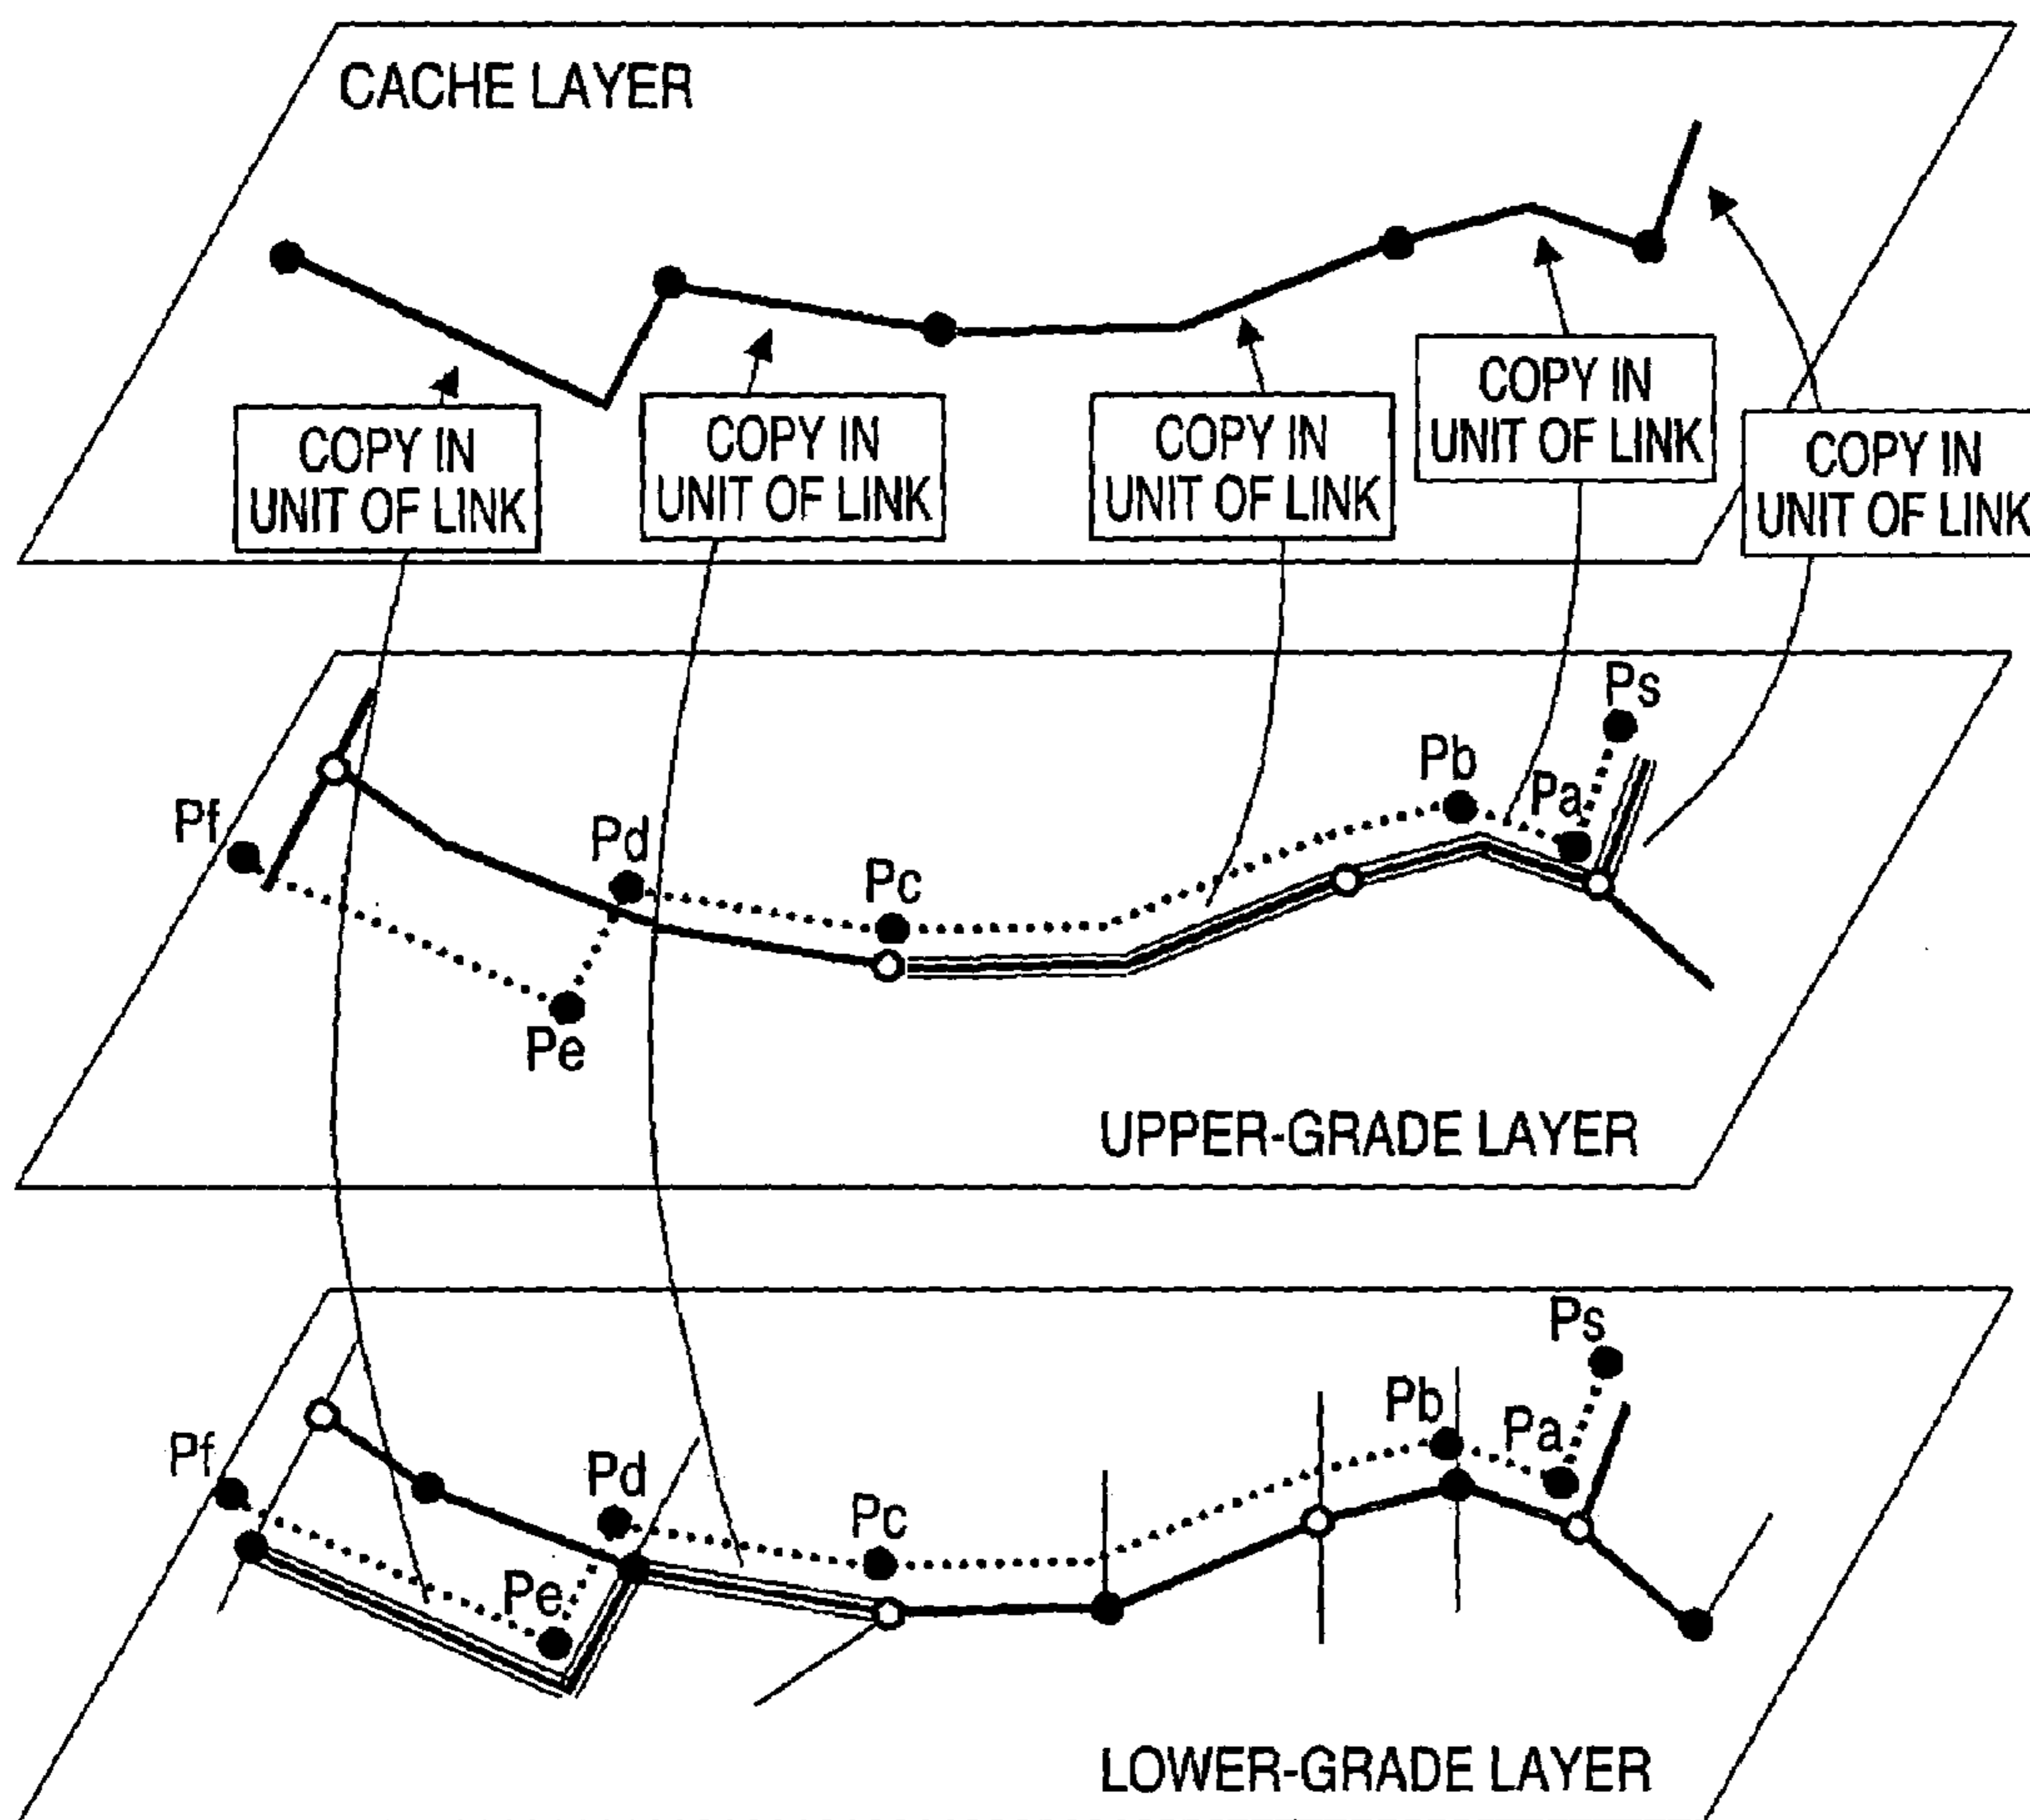 CACHE LAYER
COPY IN
UNIT OF LINK
COPY IN
UNIT OF LINK
COPY IN
UNIT OF LINK
COPY IN
UNIT OF LINK
COPY IN
UNIT OF LINK
Ps
Pb
Pa
Pf
Pd
Pc
Pe
UPPER-GRADE LAYER
Ps
Pb
Pa
Pf
Pd
Pc
Pe
LOWER-GRADE LAYER